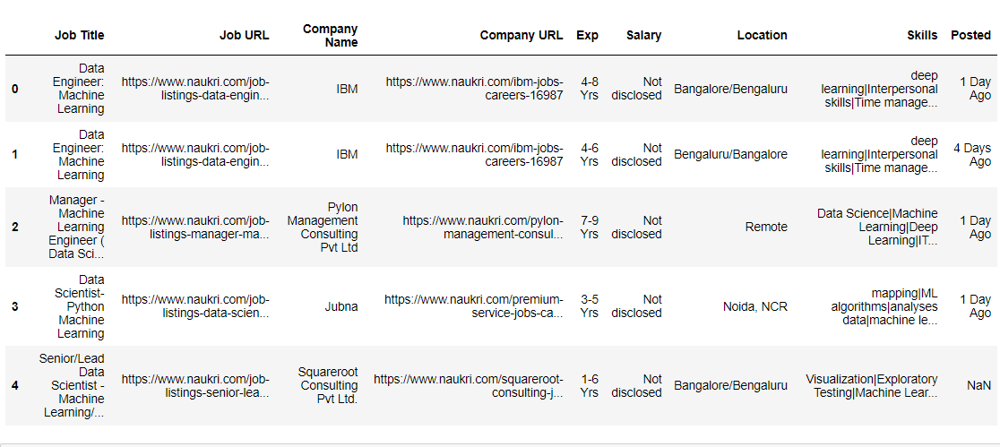 Job Title Job URL Company Name Company URL Exp Salary Location Skills Posted
0 Data Engineer: Machine Learning https://www.naukri.com/job-listings-data-engin... IBM https://www.naukri.com/ibm-jobs-careers-16987 4-8 Yrs Not disclosed Bangalore/Bengaluru deep learning|Interpersonal skills|Time manage... 1 Day Ago
1 Data Engineer: Machine Learning https://www.naukri.com/job-listings-data-engin... IBM https://www.naukri.com/ibm-jobs-careers-16987 4-6 Yrs Not disclosed Bengaluru/Bangalore deep learning|Interpersonal skills|Time manage... 4 Days Ago
2 Manager - Machine Learning Engineer ( Data Sci... https://www.naukri.com/job-listings-manager-ma... Pylon Management Consulting Pvt Ltd https://www.naukri.com/pylon-management-consul... 7-9 Yrs Not disclosed Remote Data Science|Machine Learning|Deep Learning|IT... 1 Day Ago
3 Data Scientist- Python Machine Learning https://www.naukri.com/job-listings-data-scien... Jubna https://www.naukri.com/premium-service-jobs-ca... 3-5 Yrs Not disclosed Noida, NCR mapping|ML algorithms|analyses data|machine le... 1 Day Ago
4 Senior/Lead Data Scientist - Machine Learning/... https://www.naukri.com/job-listings-senior-lea... Squareroot Consulting Pvt Ltd. https://www.naukri.com/squareroot-consulting-j... 1-6 Yrs Not disclosed Bangalore/Bengaluru Visualization|Exploratory Testing|Machine Lear... NaN